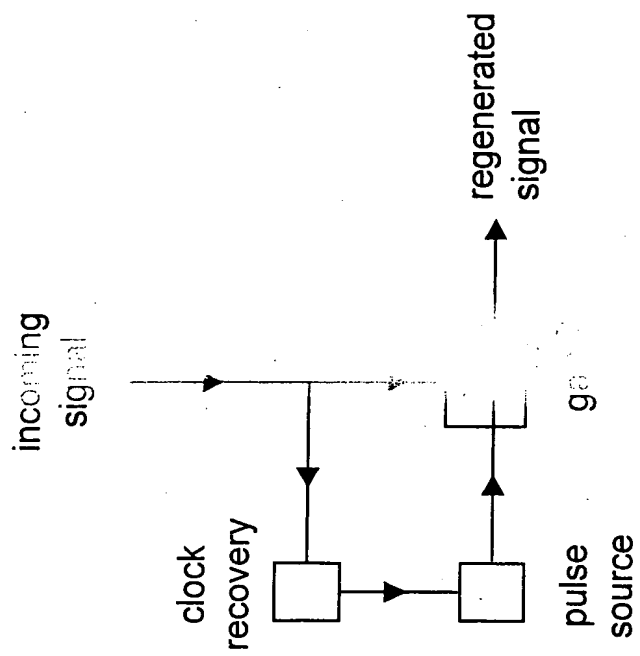 incoming
signal
clock
recovery
pulse
source
regenerated
signal